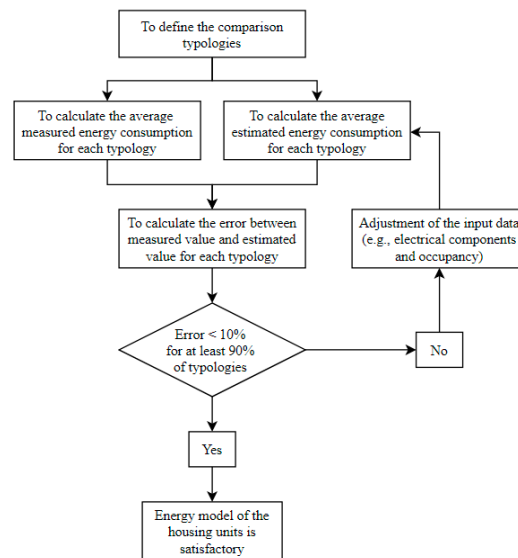 To define the comparison
typologies
To calculate the average
measured energy consumption
for each typology
To calculate the average
estimated energy consumption
for each typology
To calculate the error between
measured value and estimated
value for each typology
Adjustment of the input data
(e.g., electrical components
and occupancy)
Error < 10%
for at least 90%
of typologies
No
Yes
Energy model of the
housing units is
satisfactory